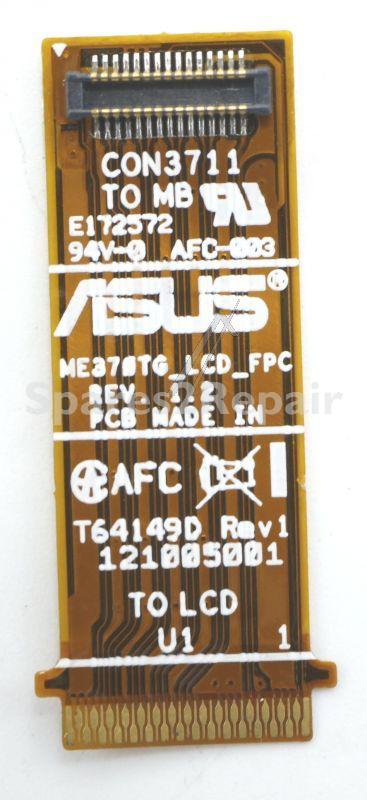 CON3711
TO MB
E172572
94V-0 AFC-003
ASUS®
ME370TG_LCD_FPC
REV 1.2
PCB MADE IN
Spares2Repair
AFC
T64149D Rev1
121005001
TO LCD
U1 1